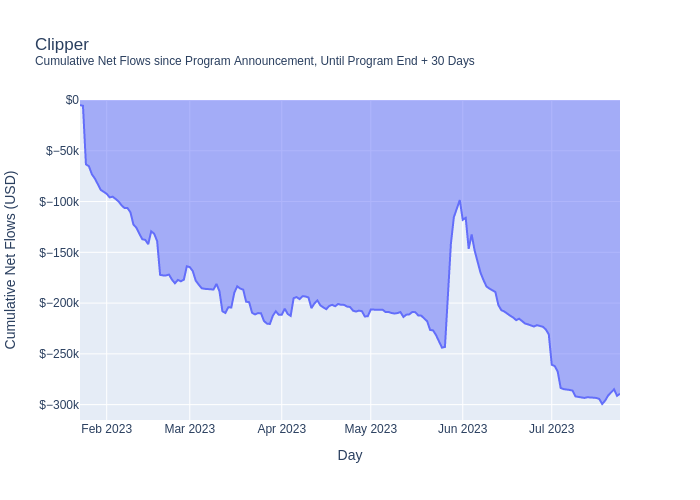 Clipper
Cumulative Net Flows since Program Announcement, Until Program End + 30 Days
Cumulative Net Flows (USD)
$0
$−50k
$−100k
$−150k
$−200k
$−250k
$−300k
Feb 2023
Mar 2023
Apr 2023
May 2023
Jun 2023
Jul 2023
Day